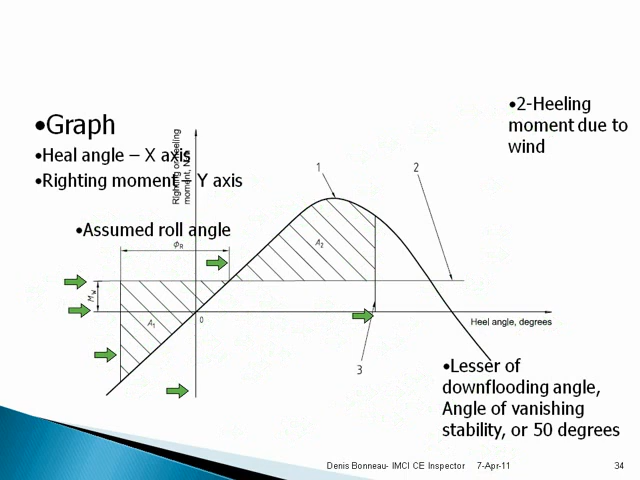 •2-Heeling
moment due to
wind
•Graph
•Heal angle – X axis
•Righting moment – Y axis
Righting or heeling
moment, N.m
•Assumed roll angle
ΦR
1
2
A2
MW
A1
0
Heel angle, degrees
3
•Lesser of
downflooding angle,
Angle of vanishing
stability, or 50 degrees
Denis Bonneau- IMCI CE Inspector 7-Apr-11 34